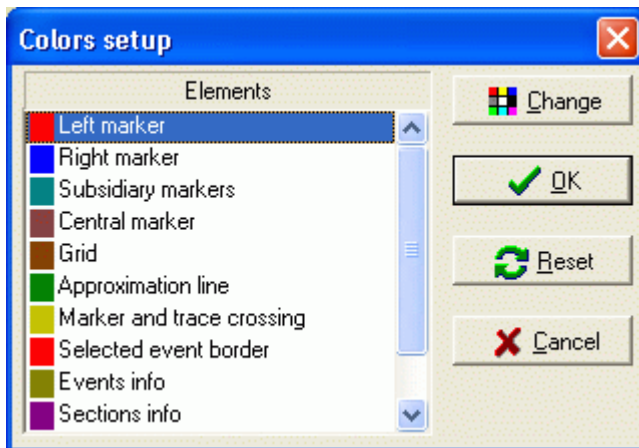 Colors setup
Elements
Left marker
Right marker
Subsidiary markers
Central marker
Grid
Approximation line
Marker and trace crossing
Selected event border
Events info
Sections info
Change
OK
Reset
Cancel